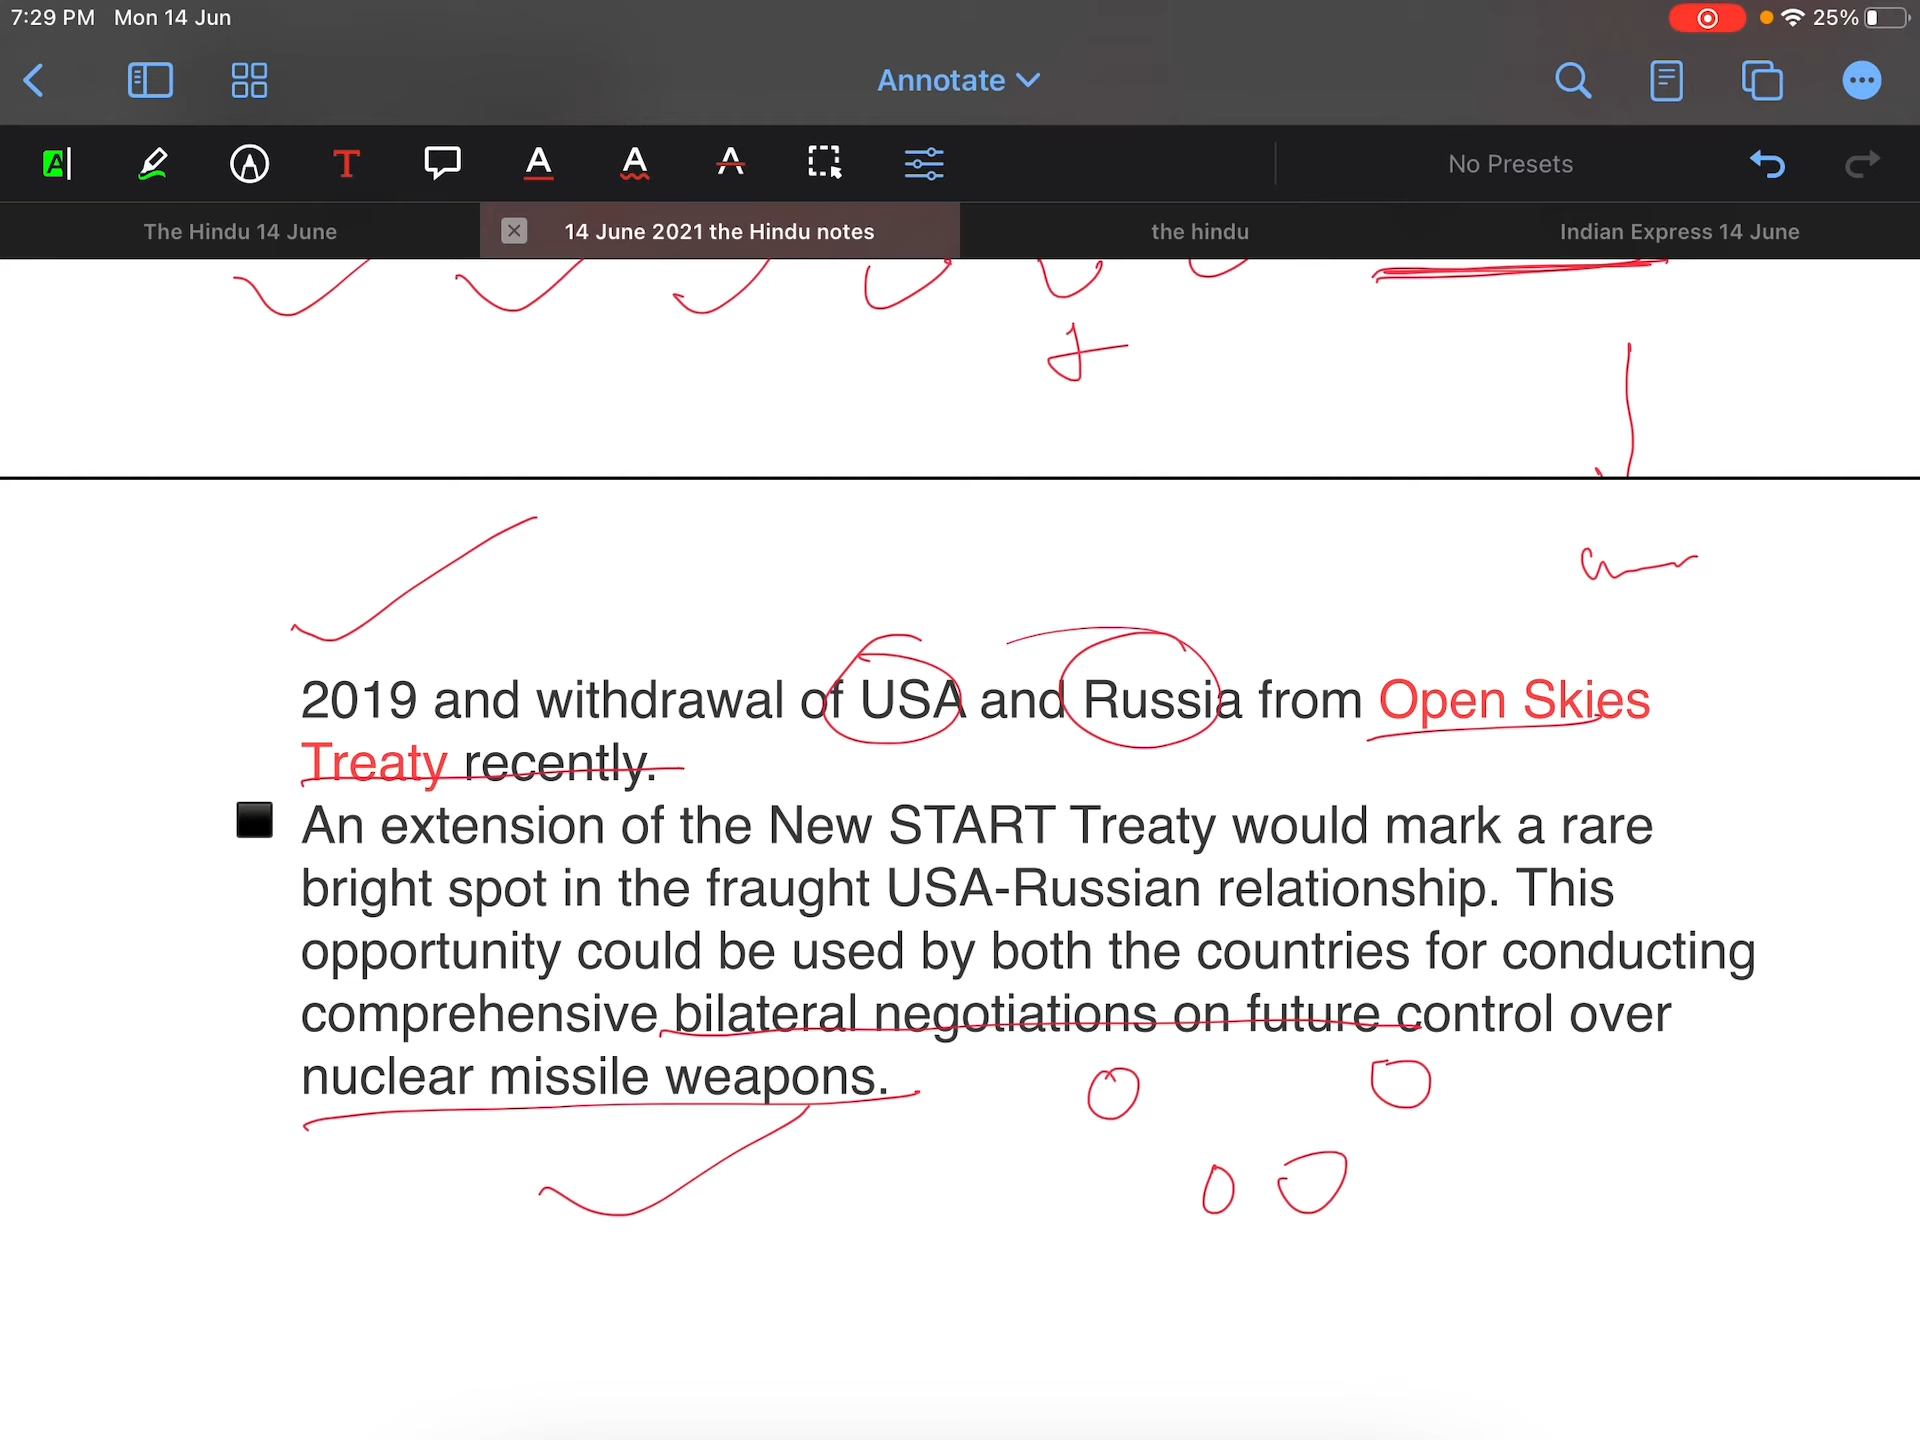 7:29 PM Mon 14 Jun 25%
Annotate
A A T A A A No Presets
The Hindu 14 June 14 June 2021 the Hindu notes the hindu Indian Express 14 June
2019 and withdrawal of USA and Russia from Open Skies
Treaty recently.
An extension of the New START Treaty would mark a rare
bright spot in the fraught USA-Russian relationship. This
opportunity could be used by both the countries for conducting
comprehensive bilateral negotiations on future control over
nuclear missile weapons.